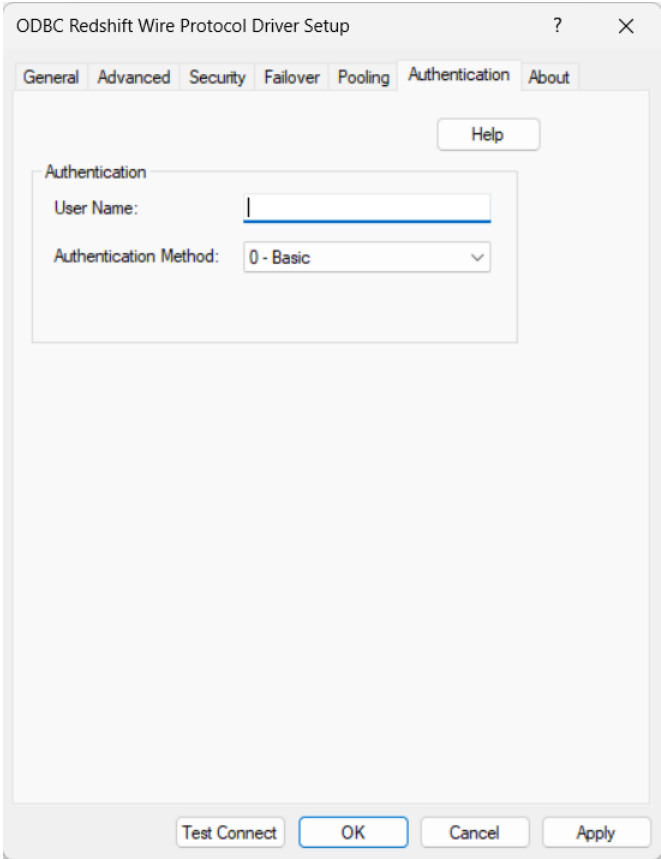 ODBC Redshift Wire Protocol Driver Setup ?
General Advanced Security Failover Pooling Authentication About
Help
Authentication
User Name:
Authentication Method: 0 - Basic
Test Connect OK Cancel Apply